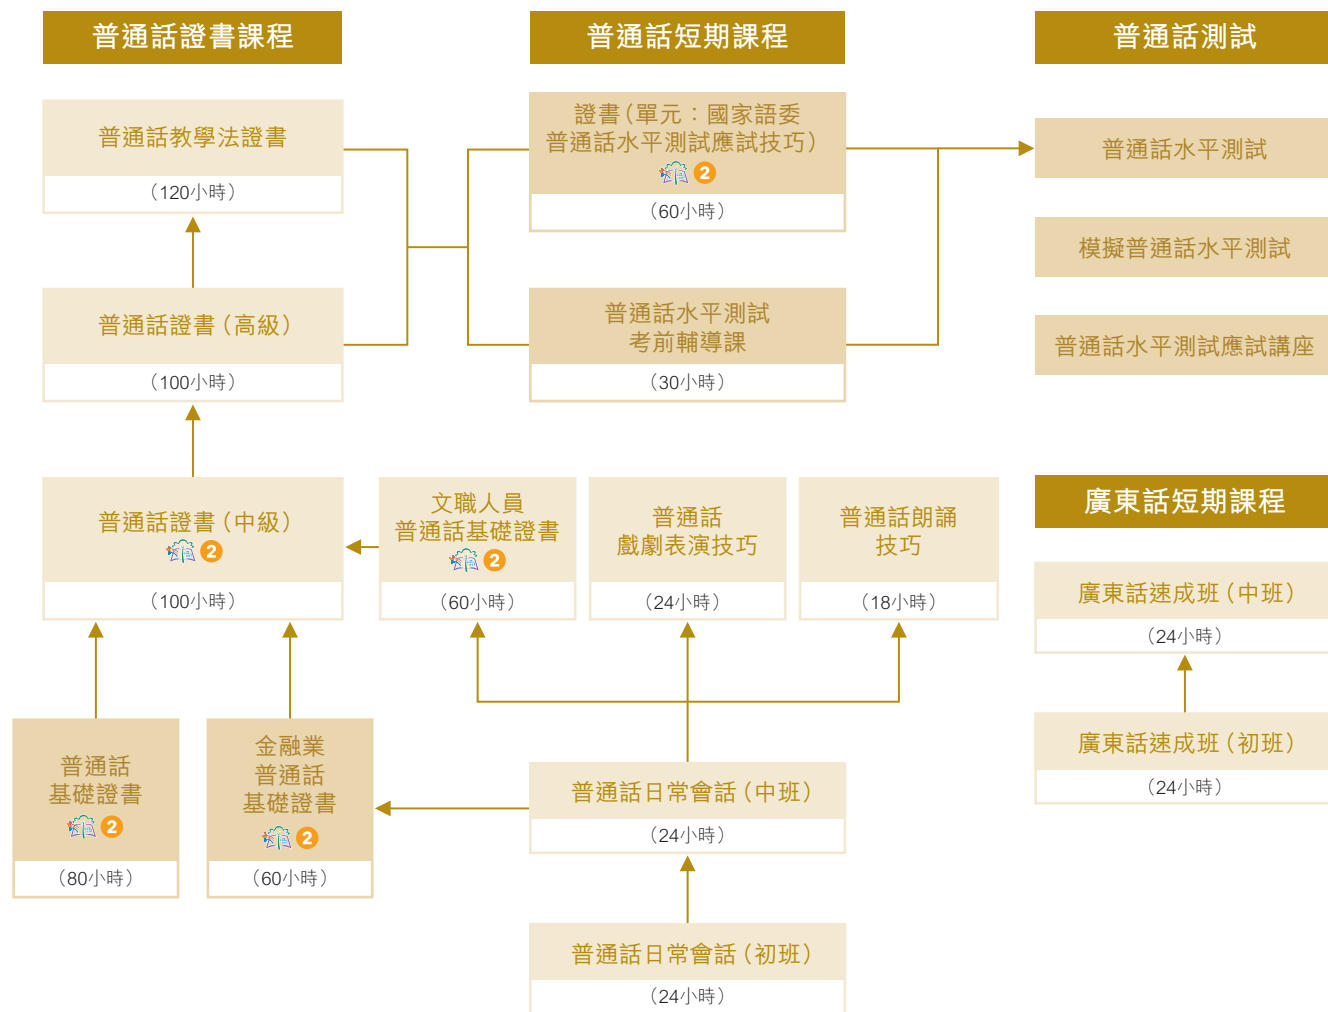 普通話證書課程
普通話教學法證書
（120小時）
普通話證書（高級）
（100小時）
普通話證書（中級）
2
（100小時）
普通話
基礎證書
2
（80小時）
金融業
普通話
基礎證書
2
（60小時）
普通話短期課程
證書（單元：國家語委
普通話水平測試應試技巧）
2
（60小時）
普通話水平測試
考前輔導課
（30小時）
文職人員
普通話基礎證書
2
（60小時）
普通話
戲劇表演技巧
（24小時）
普通話朗誦
技巧
（18小時）
普通話日常會話（中班）
（24小時）
普通話日常會話（初班）
（24小時）
普通話測試
普通話水平測試
模擬普通話水平測試
普通話水平測試應試講座
廣東話短期課程
廣東話速成班（中班）
（24小時）
廣東話速成班（初班）
（24小時）